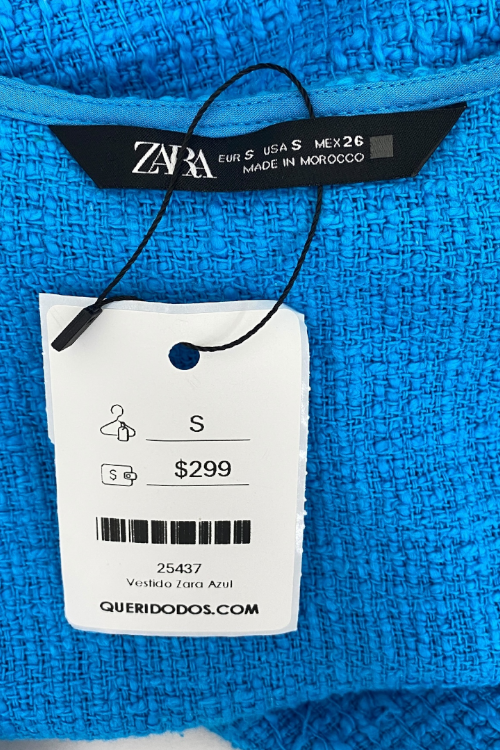 ZARA EUR S USA S MEX 26
MADE IN MOROCCO
S
S $299
25437
Vestido Zara Azul
QUERIDODOS.COM